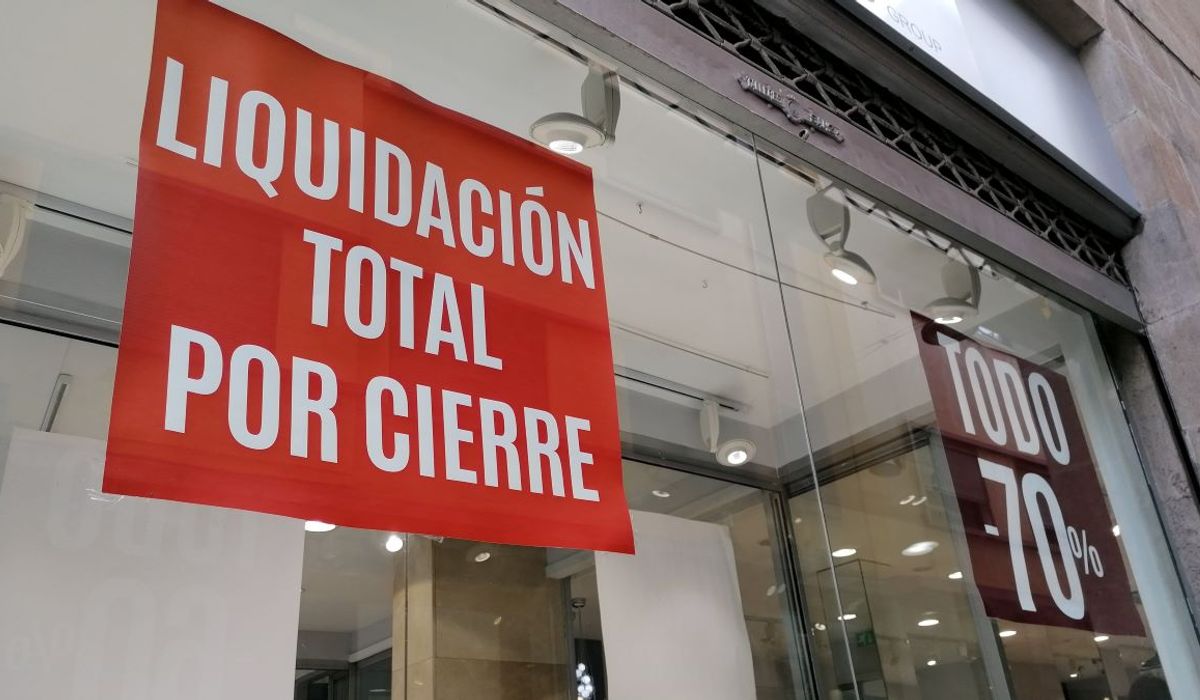 LIQUIDACIÓN
TOTAL
POR CIERRE
GROUP
TODO
-70%